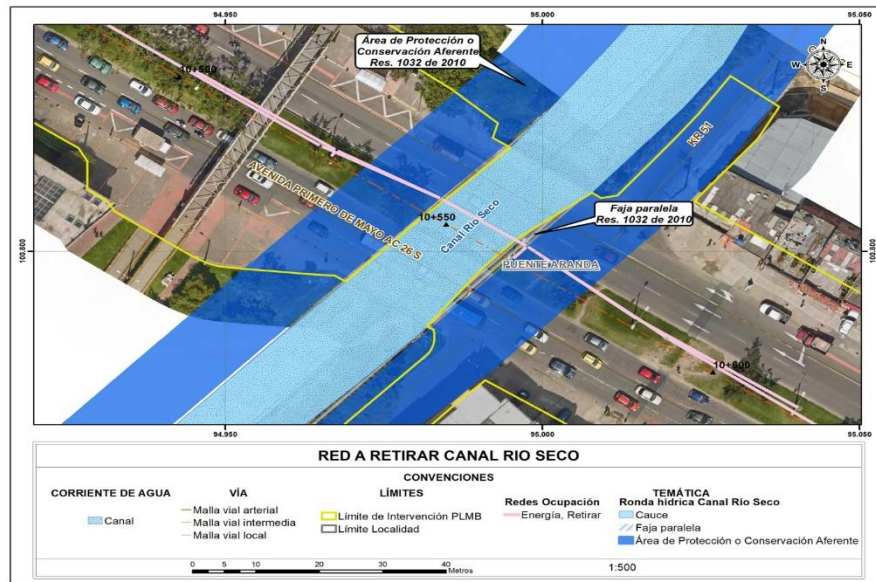 94.950
95.000
95.050
Área de Protección o
Conservación Aferente
Res. 1032 de 2010
N
W
E
S
10+500
KR 51
AVENIDA PRIMERO DE MAYO AC 26 S
10+550
Canal Río Seco
Faja paralela
Res. 1032 de 2010
100.800
100.800
PUENTE ARANDA
10+600
94.950
95.000
95.050
RED A RETIRAR CANAL RIO SECO
CONVENCIONES
CORRIENTE DE AGUA
Canal
VÍA
Malla vial arterial
Malla vial intermedia
Malla vial local
LÍMITES
Límite de Intervención PLMB
Límite Localidad
Redes Ocupación
Energía, Retirar
TEMÁTICA
Ronda hídrica Canal Río Seco
Cauce
Faja paralela
Área de Protección o Conservación Aferente
0 5 10 20 30 40
Metros
1:500